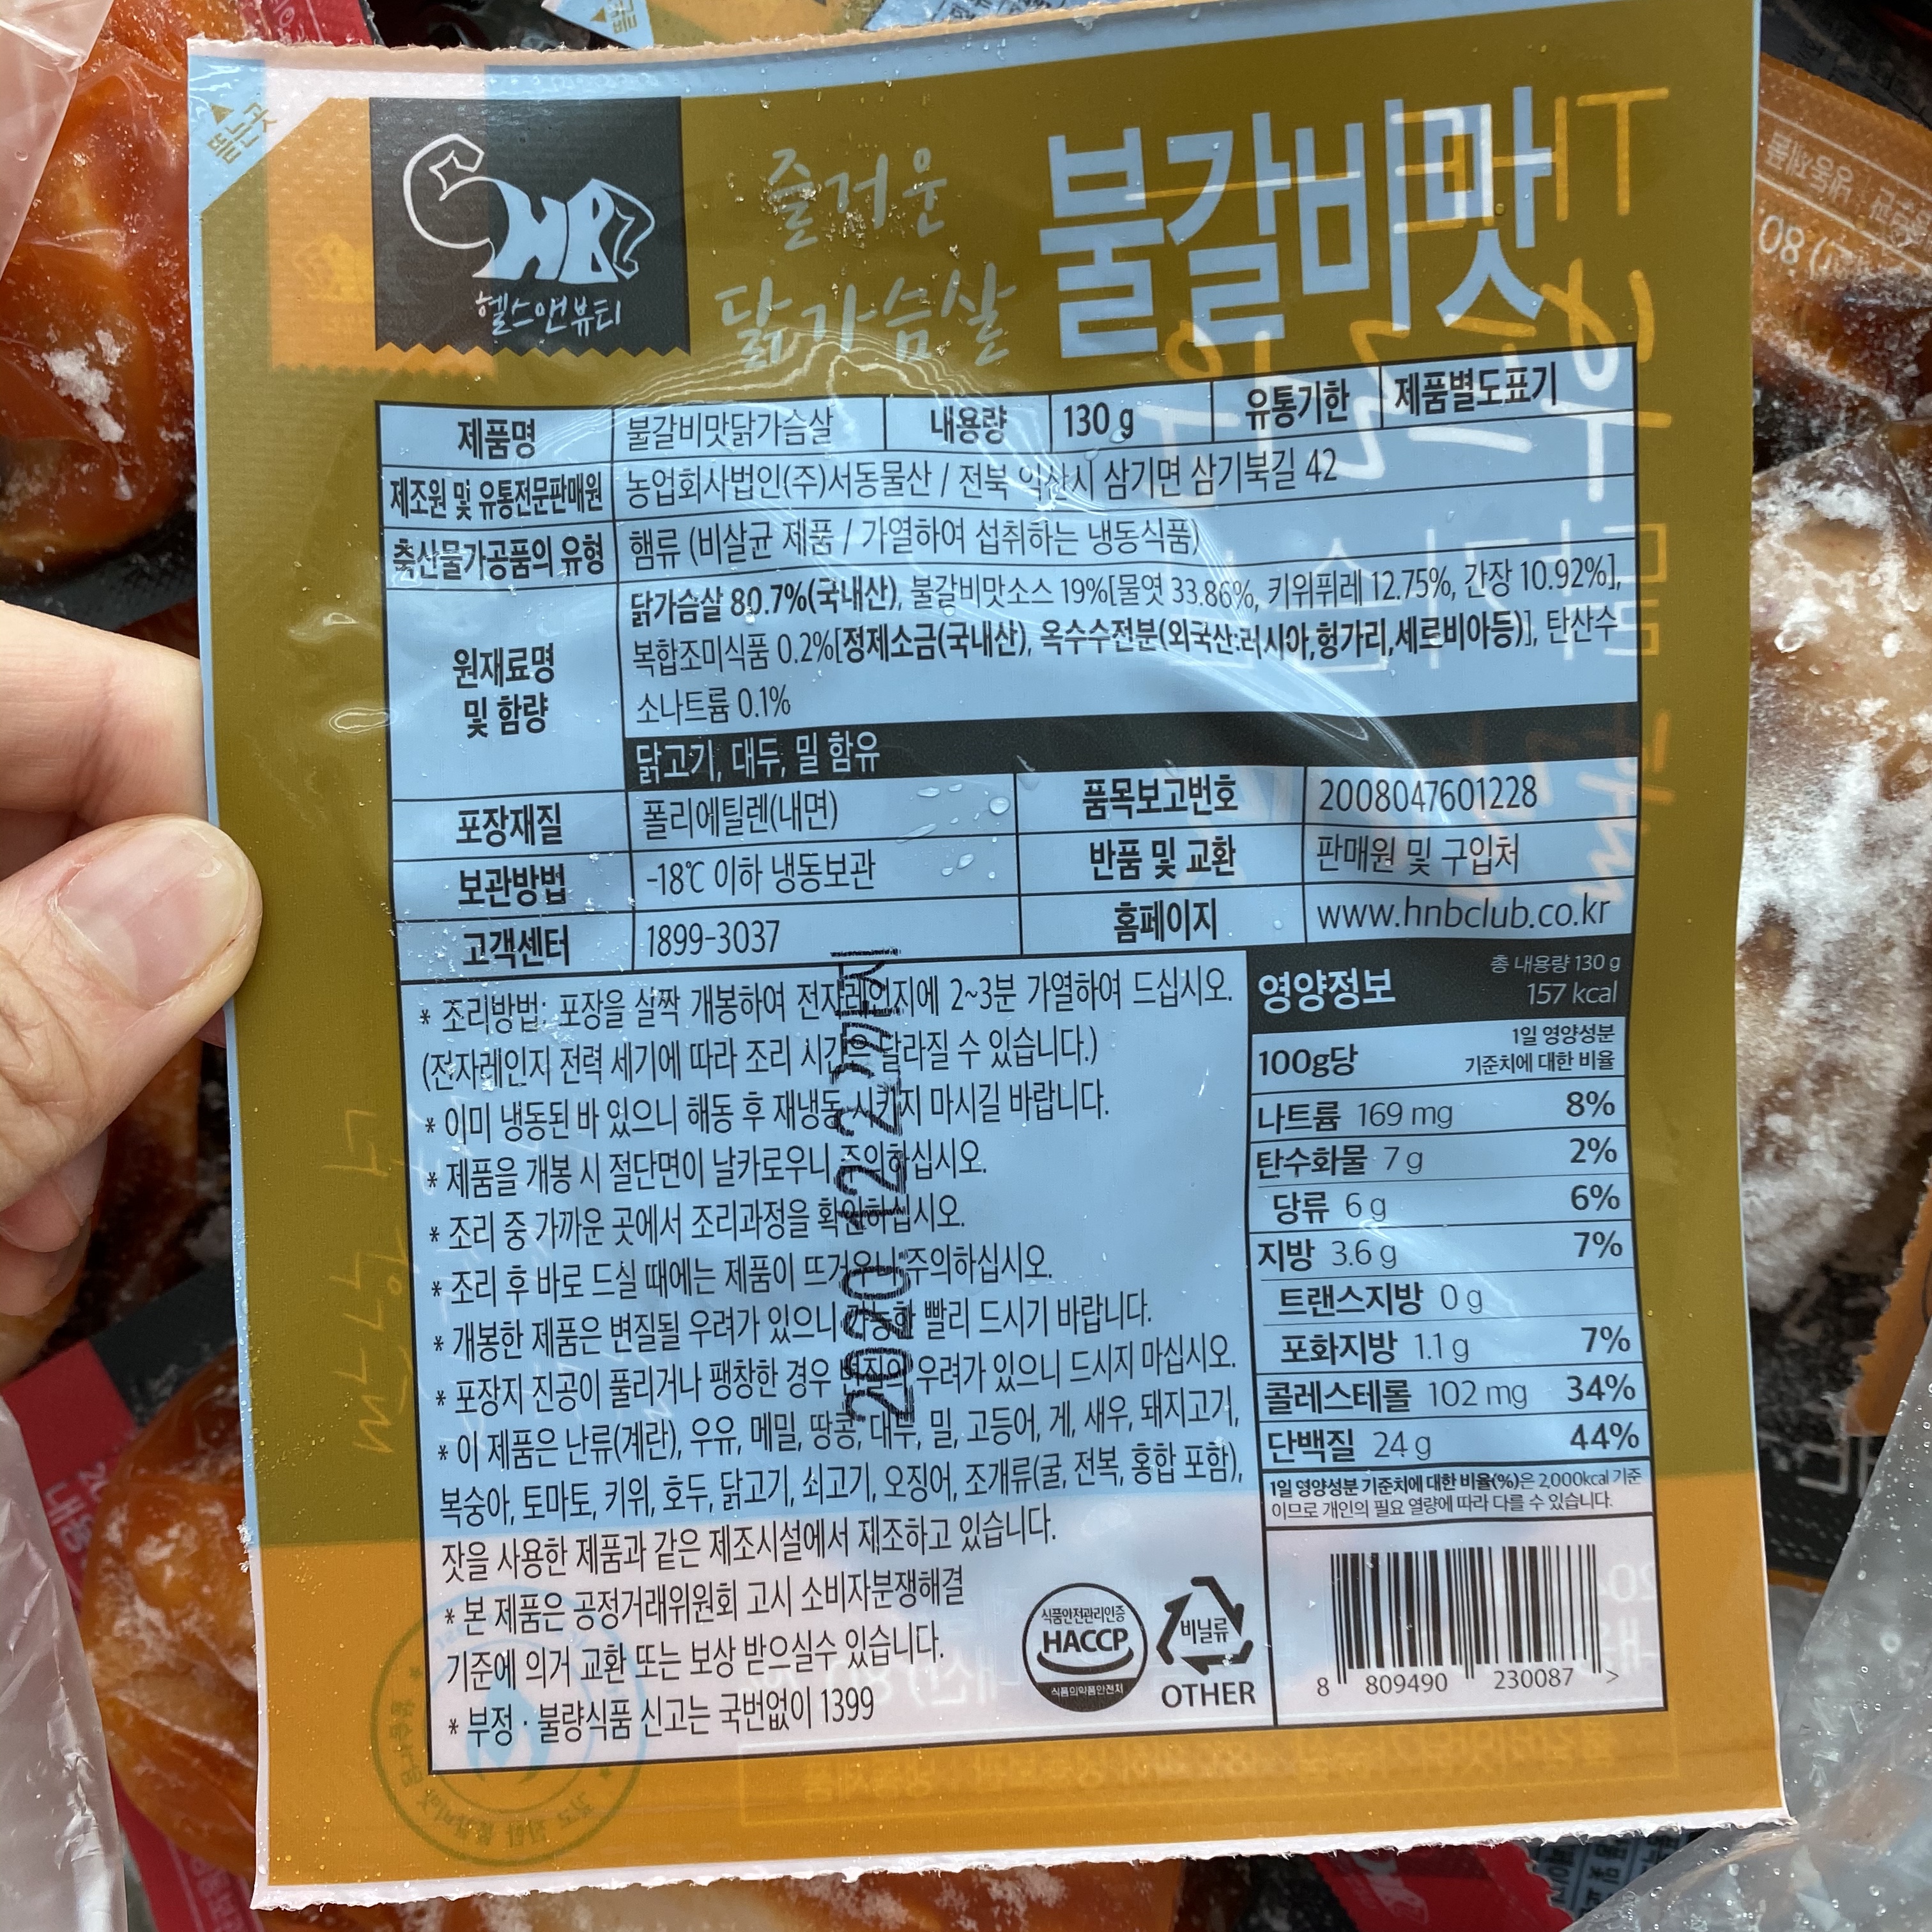 뜯는곳
HB
헬스앤뷰티
즐거운
닭가슴살
불갈비맛
제품명 불갈비맛닭가슴살 내용량 130 g 유통기한 제품별도표기
제조원 및 유통전문판매원 농업회사법인(주)서동물산 / 전북 익산시 삼기면 삼기북길 42
축산물가공품의 유형 햄류 (비살균 제품 / 가열하여 섭취하는 냉동식품)
원재료명
및 함량
닭가슴살 80.7%(국내산), 불갈비맛소스 19%[물엿 33.86%, 키위퓌레 12.75%, 간장 10.92%],
복합조미식품 0.2%[정제소금(국내산), 옥수수전분(외국산:러시아,헝가리,세르비아등)], 탄산수
소나트륨 0.1%
닭고기, 대두, 밀 함유
포장재질 폴리에틸렌(내면) 품목보고번호 2008047601228
보관방법 -18℃ 이하 냉동보관 반품 및 교환 판매원 및 구입처
고객센터 1899-3037 홈페이지 www.hnbclub.co.kr
* 조리방법: 포장을 살짝 개봉하여 전자레인지에 2~3분 가열하여 드십시오.
(전자레인지 전력 세기에 따라 조리 시간은 달라질 수 있습니다.)
* 이미 냉동된 바 있으니 해동 후 재냉동 시키지 마시길 바랍니다.
* 제품을 개봉 시 절단면이 날카로우니 주의하십시오.
* 조리 중 가까운 곳에서 조리과정을 확인하십시오.
* 조리 후 바로 드실 때에는 제품이 뜨거우니 주의하십시오.
* 개봉한 제품은 변질될 우려가 있으니 가능한 빨리 드시기 바랍니다.
* 포장지 진공이 풀리거나 팽창한 경우 변질의 우려가 있으니 드시지 마십시오.
* 이 제품은 난류(계란), 우유, 메밀, 땅콩, 대두, 밀, 고등어, 게, 새우, 돼지고기,
복숭아, 토마토, 키위, 호두, 닭고기, 쇠고기, 오징어, 조개류(굴, 전복, 홍합 포함),
잣을 사용한 제품과 같은 제조시설에서 제조하고 있습니다.
* 본 제품은 공정거래위원회 고시 소비자분쟁해결
기준에 의거 교환 또는 보상 받으실수 있습니다.
* 부정 · 불량식품 신고는 국번없이 1399
2020.12.22까지
영양정보
총 내용량 130 g
157 kcal
100g당
1일 영양성분
기준치에 대한 비율
나트륨 169 mg 8%
탄수화물 7 g 2%
당류 6 g 6%
지방 3.6 g 7%
트랜스지방 0 g
포화지방 1.1 g 7%
콜레스테롤 102 mg 34%
단백질 24 g 44%
1일 영양성분 기준치에 대한 비율(%)은 2,000kcal 기준
이므로 개인의 필요 열량에 따라 다를 수 있습니다.
식품안전관리인증
HACCP
식품의약품안전처
비닐류
OTHER
8 809490 230087 >